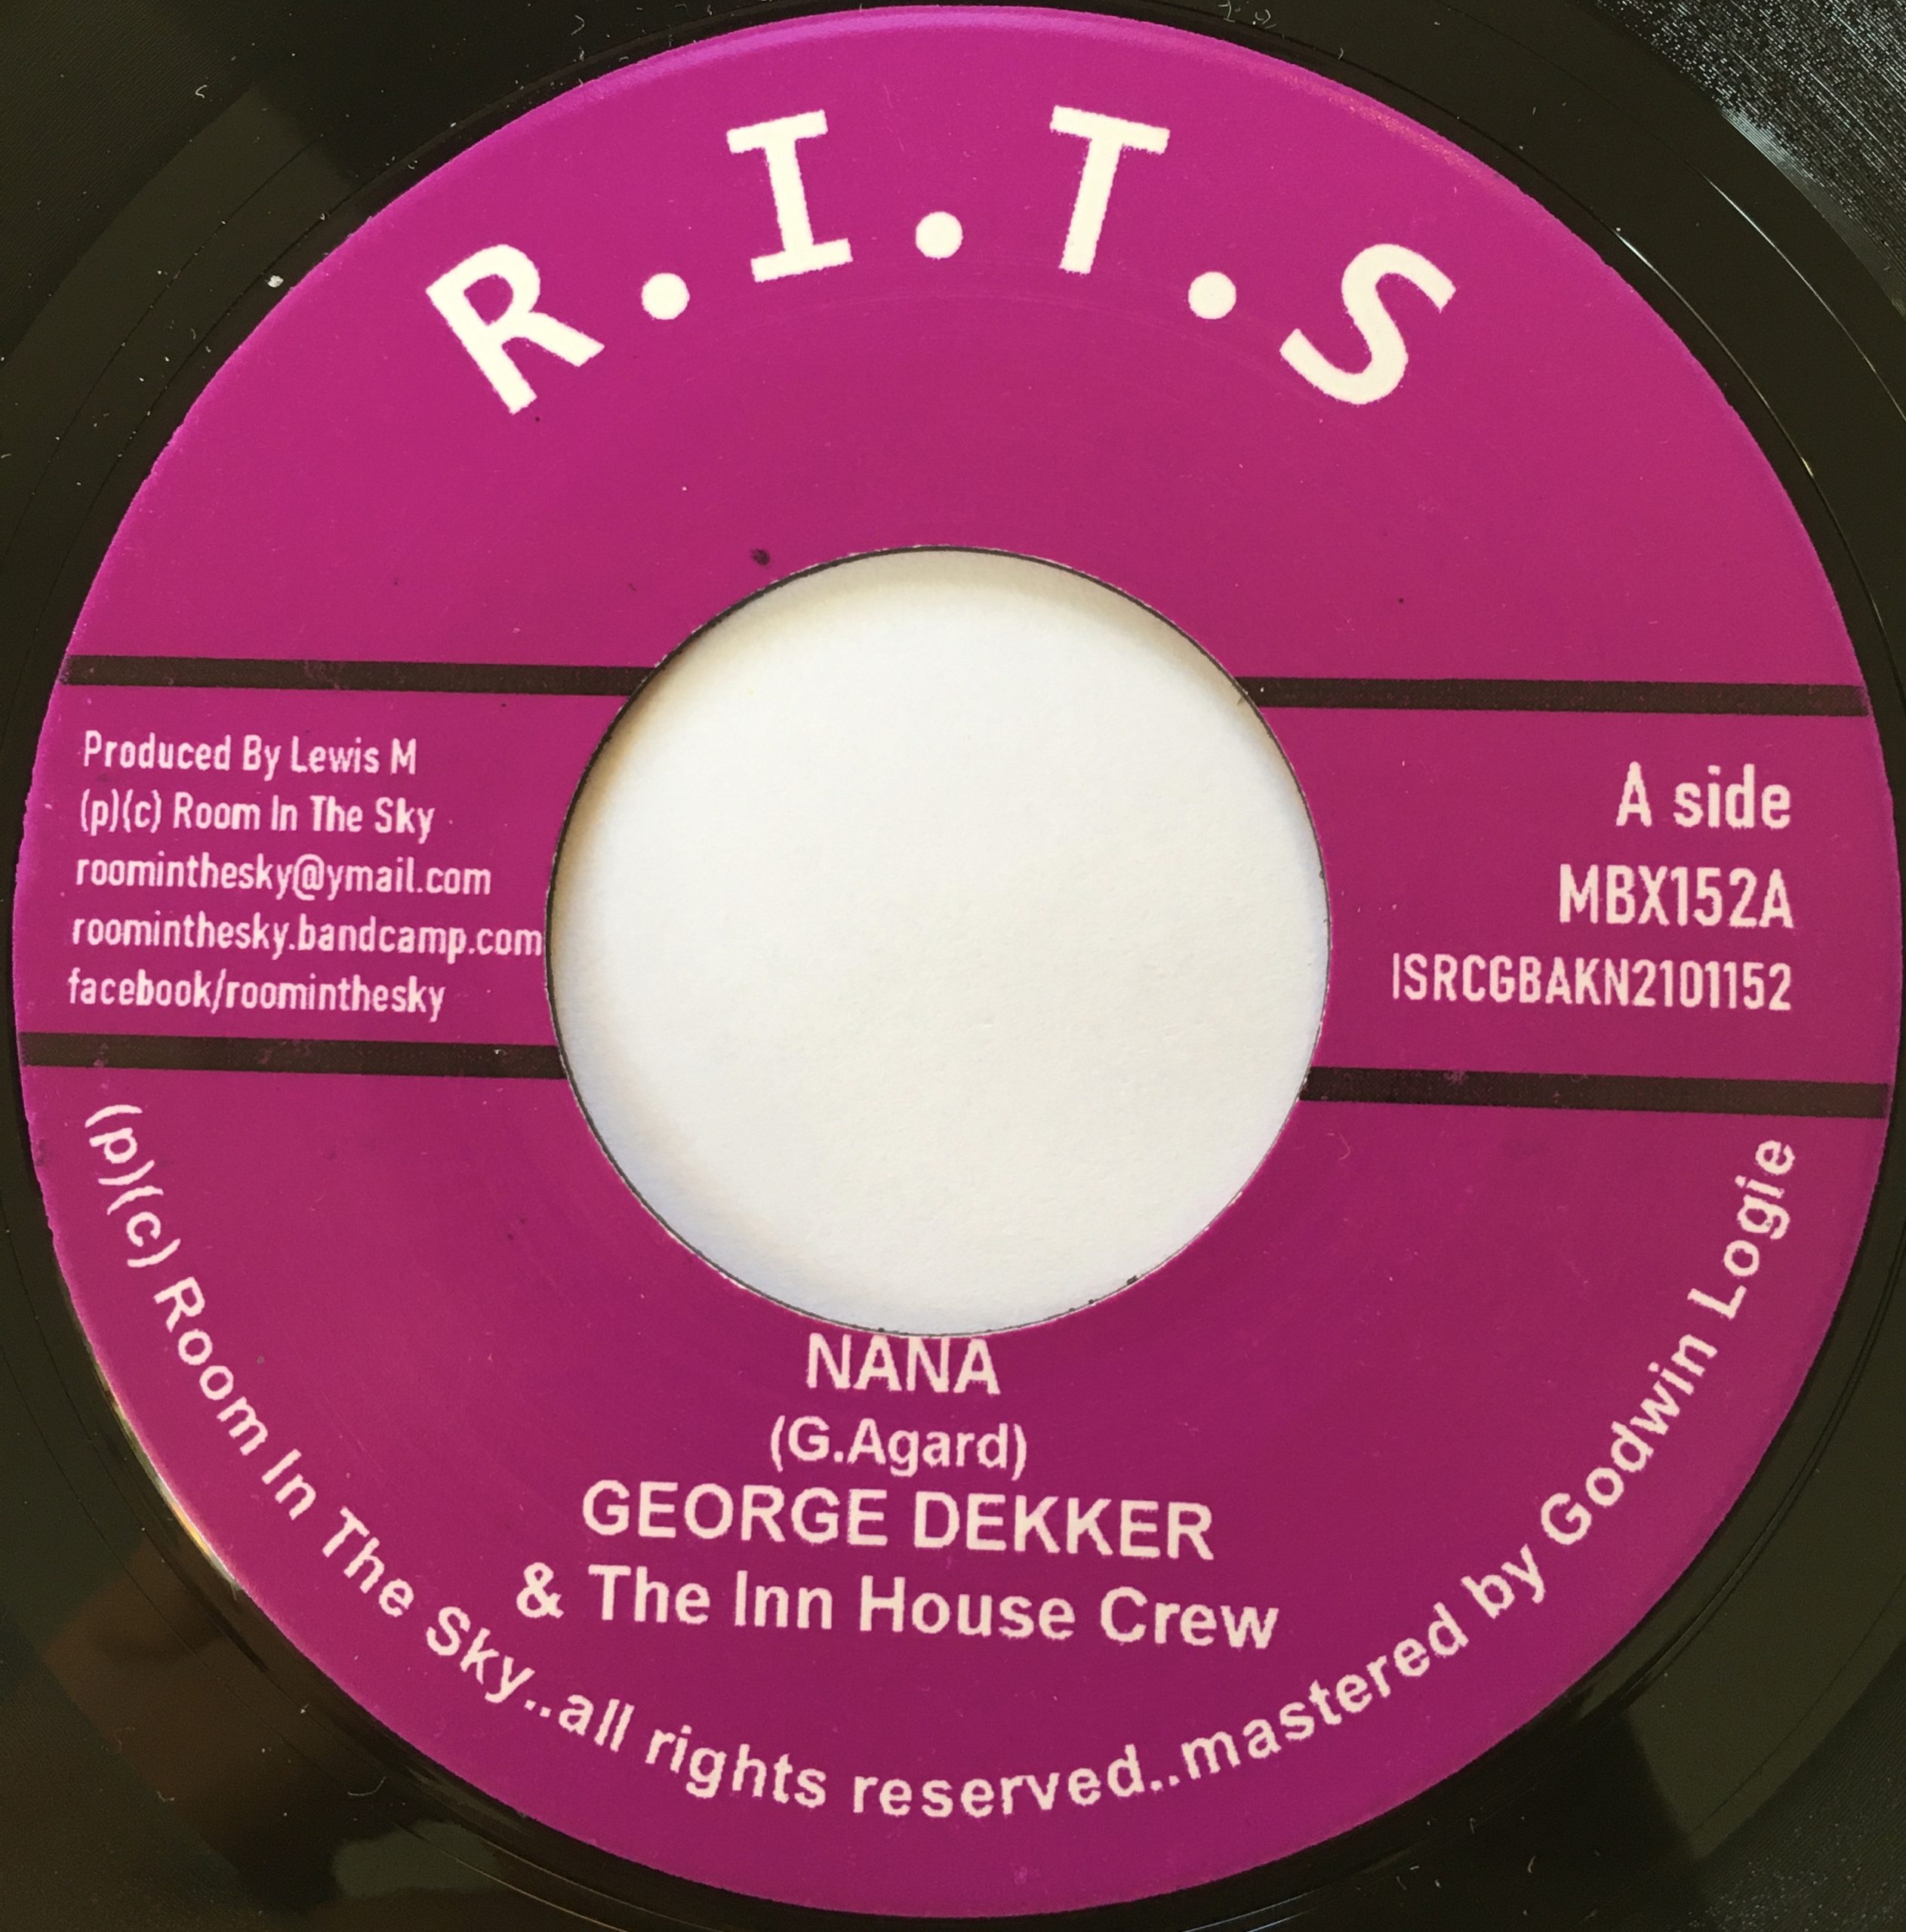 R.I.T.S
Produced By Lewis M
(p)(c) Room In The Sky
roominthesky@ymail.com
roominthesky.bandcamp.com
facebook/roominthesky
A side
MBX152A
ISRCGBAKN2101152
NANA
(G.Agard)
GEORGE DEKKER
& The Inn House Crew
(p)(c) Room In The Sky..all rights reserved..mastered by Godwin Logie